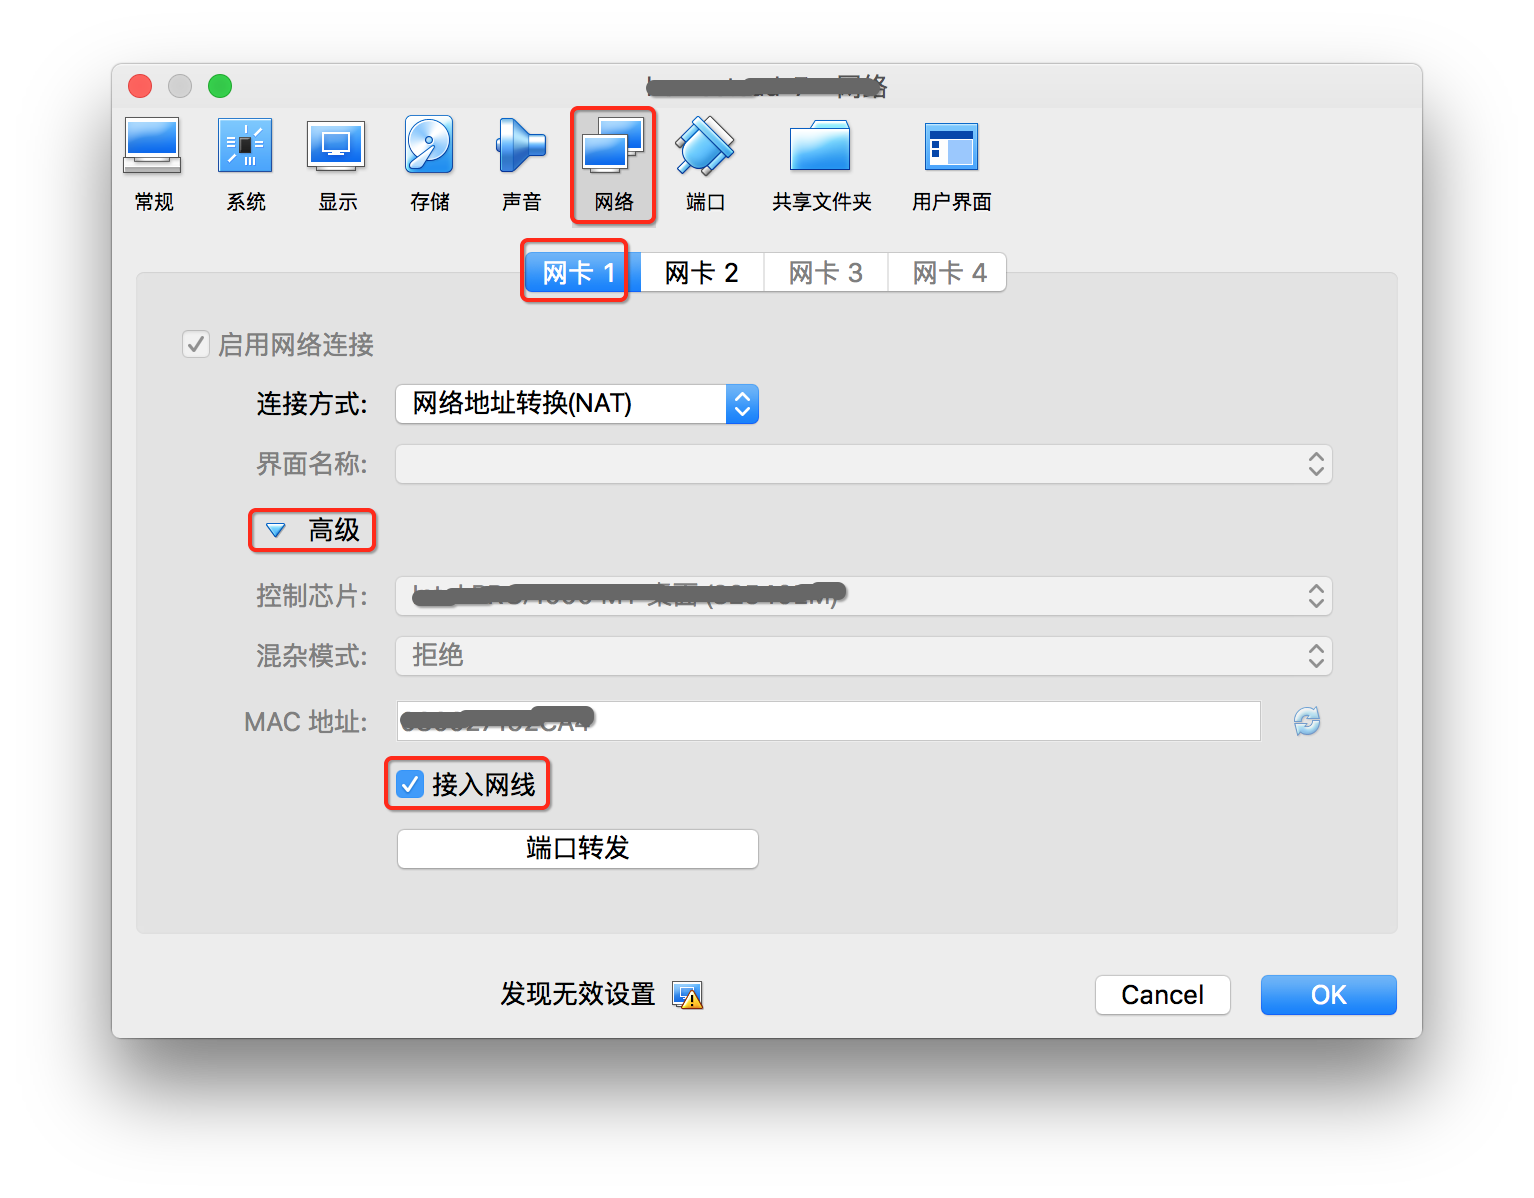 网络
常规 系统 显示 存储 声音 网络 端口 共享文件夹 用户界面
网卡 1 网卡 2 网卡 3 网卡 4
启用网络连接
连接方式: 网络地址转换(NAT)
界面名称:
高级
控制芯片: 桌面
混杂模式: 拒绝
MAC 地址:
接入网线
端口转发
发现无效设置 Cancel OK